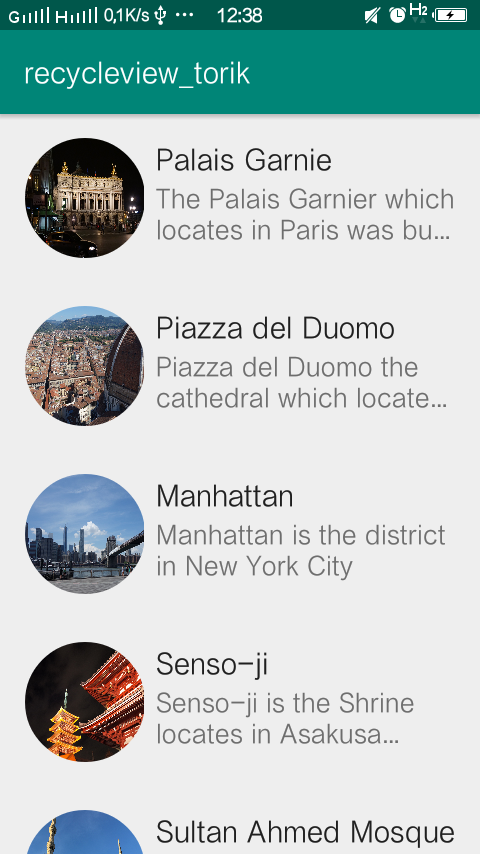 G H 0,1K/s ... 12:38 H2
recycleview_torik
Palais Garnie
The Palais Garnier which
locates in Paris was bu...
Piazza del Duomo
Piazza del Duomo the
cathedral which locate...
Manhattan
Manhattan is the district
in New York City
Senso-ji
Senso-ji is the Shrine
locates in Asakusa...
Sultan Ahmed Mosque